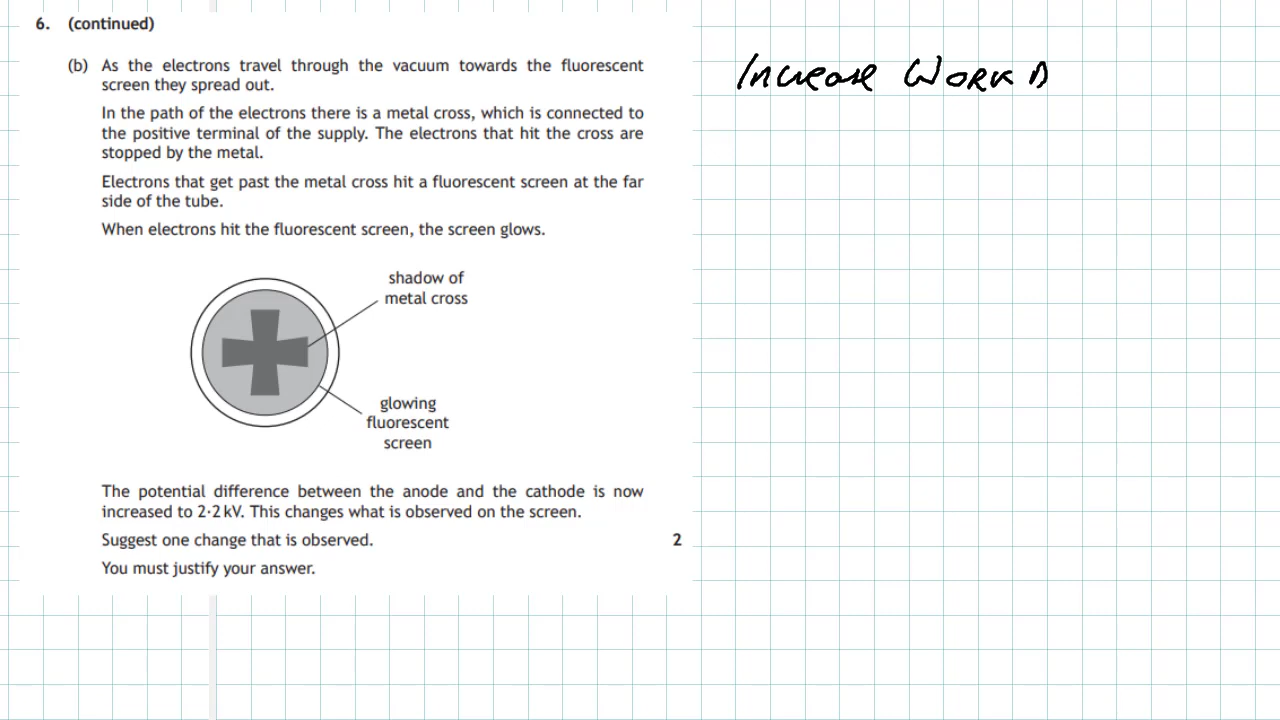 6. (continued)
Increase Work D
(b) As the electrons travel through the vacuum towards the fluorescent
screen they spread out.
In the path of the electrons there is a metal cross, which is connected to
the positive terminal of the supply. The electrons that hit the cross are
stopped by the metal.
Electrons that get past the metal cross hit a fluorescent screen at the far
side of the tube.
When electrons hit the fluorescent screen, the screen glows.
shadow of
metal cross
glowing
fluorescent
screen
The potential difference between the anode and the cathode is now
increased to 2·2 kV. This changes what is observed on the screen.
Suggest one change that is observed. 2
You must justify your answer.